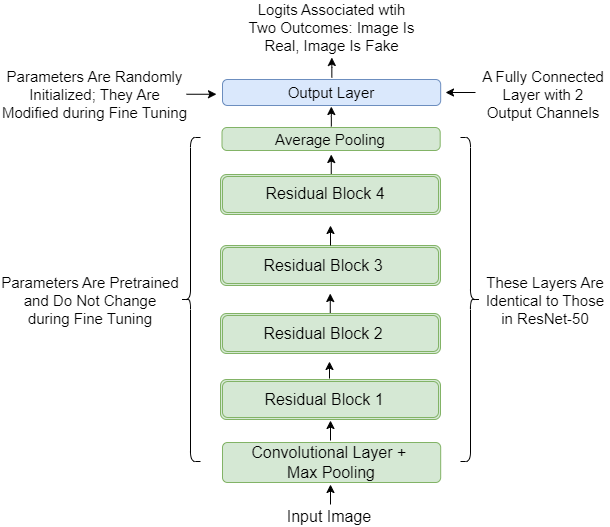 Logits Associated wtih
Two Outcomes: Image Is
Real, Image Is Fake
Parameters Are Randomly
Initialized; They Are
Modified during Fine Tuning
Output Layer
A Fully Connected
Layer with 2
Output Channels
Average Pooling
Residual Block 4
Residual Block 3
Parameters Are Pretrained
and Do Not Change
during Fine Tuning
These Layers Are
Identical to Those
in ResNet-50
Residual Block 2
Residual Block 1
Convolutional Layer +
Max Pooling
Input Image